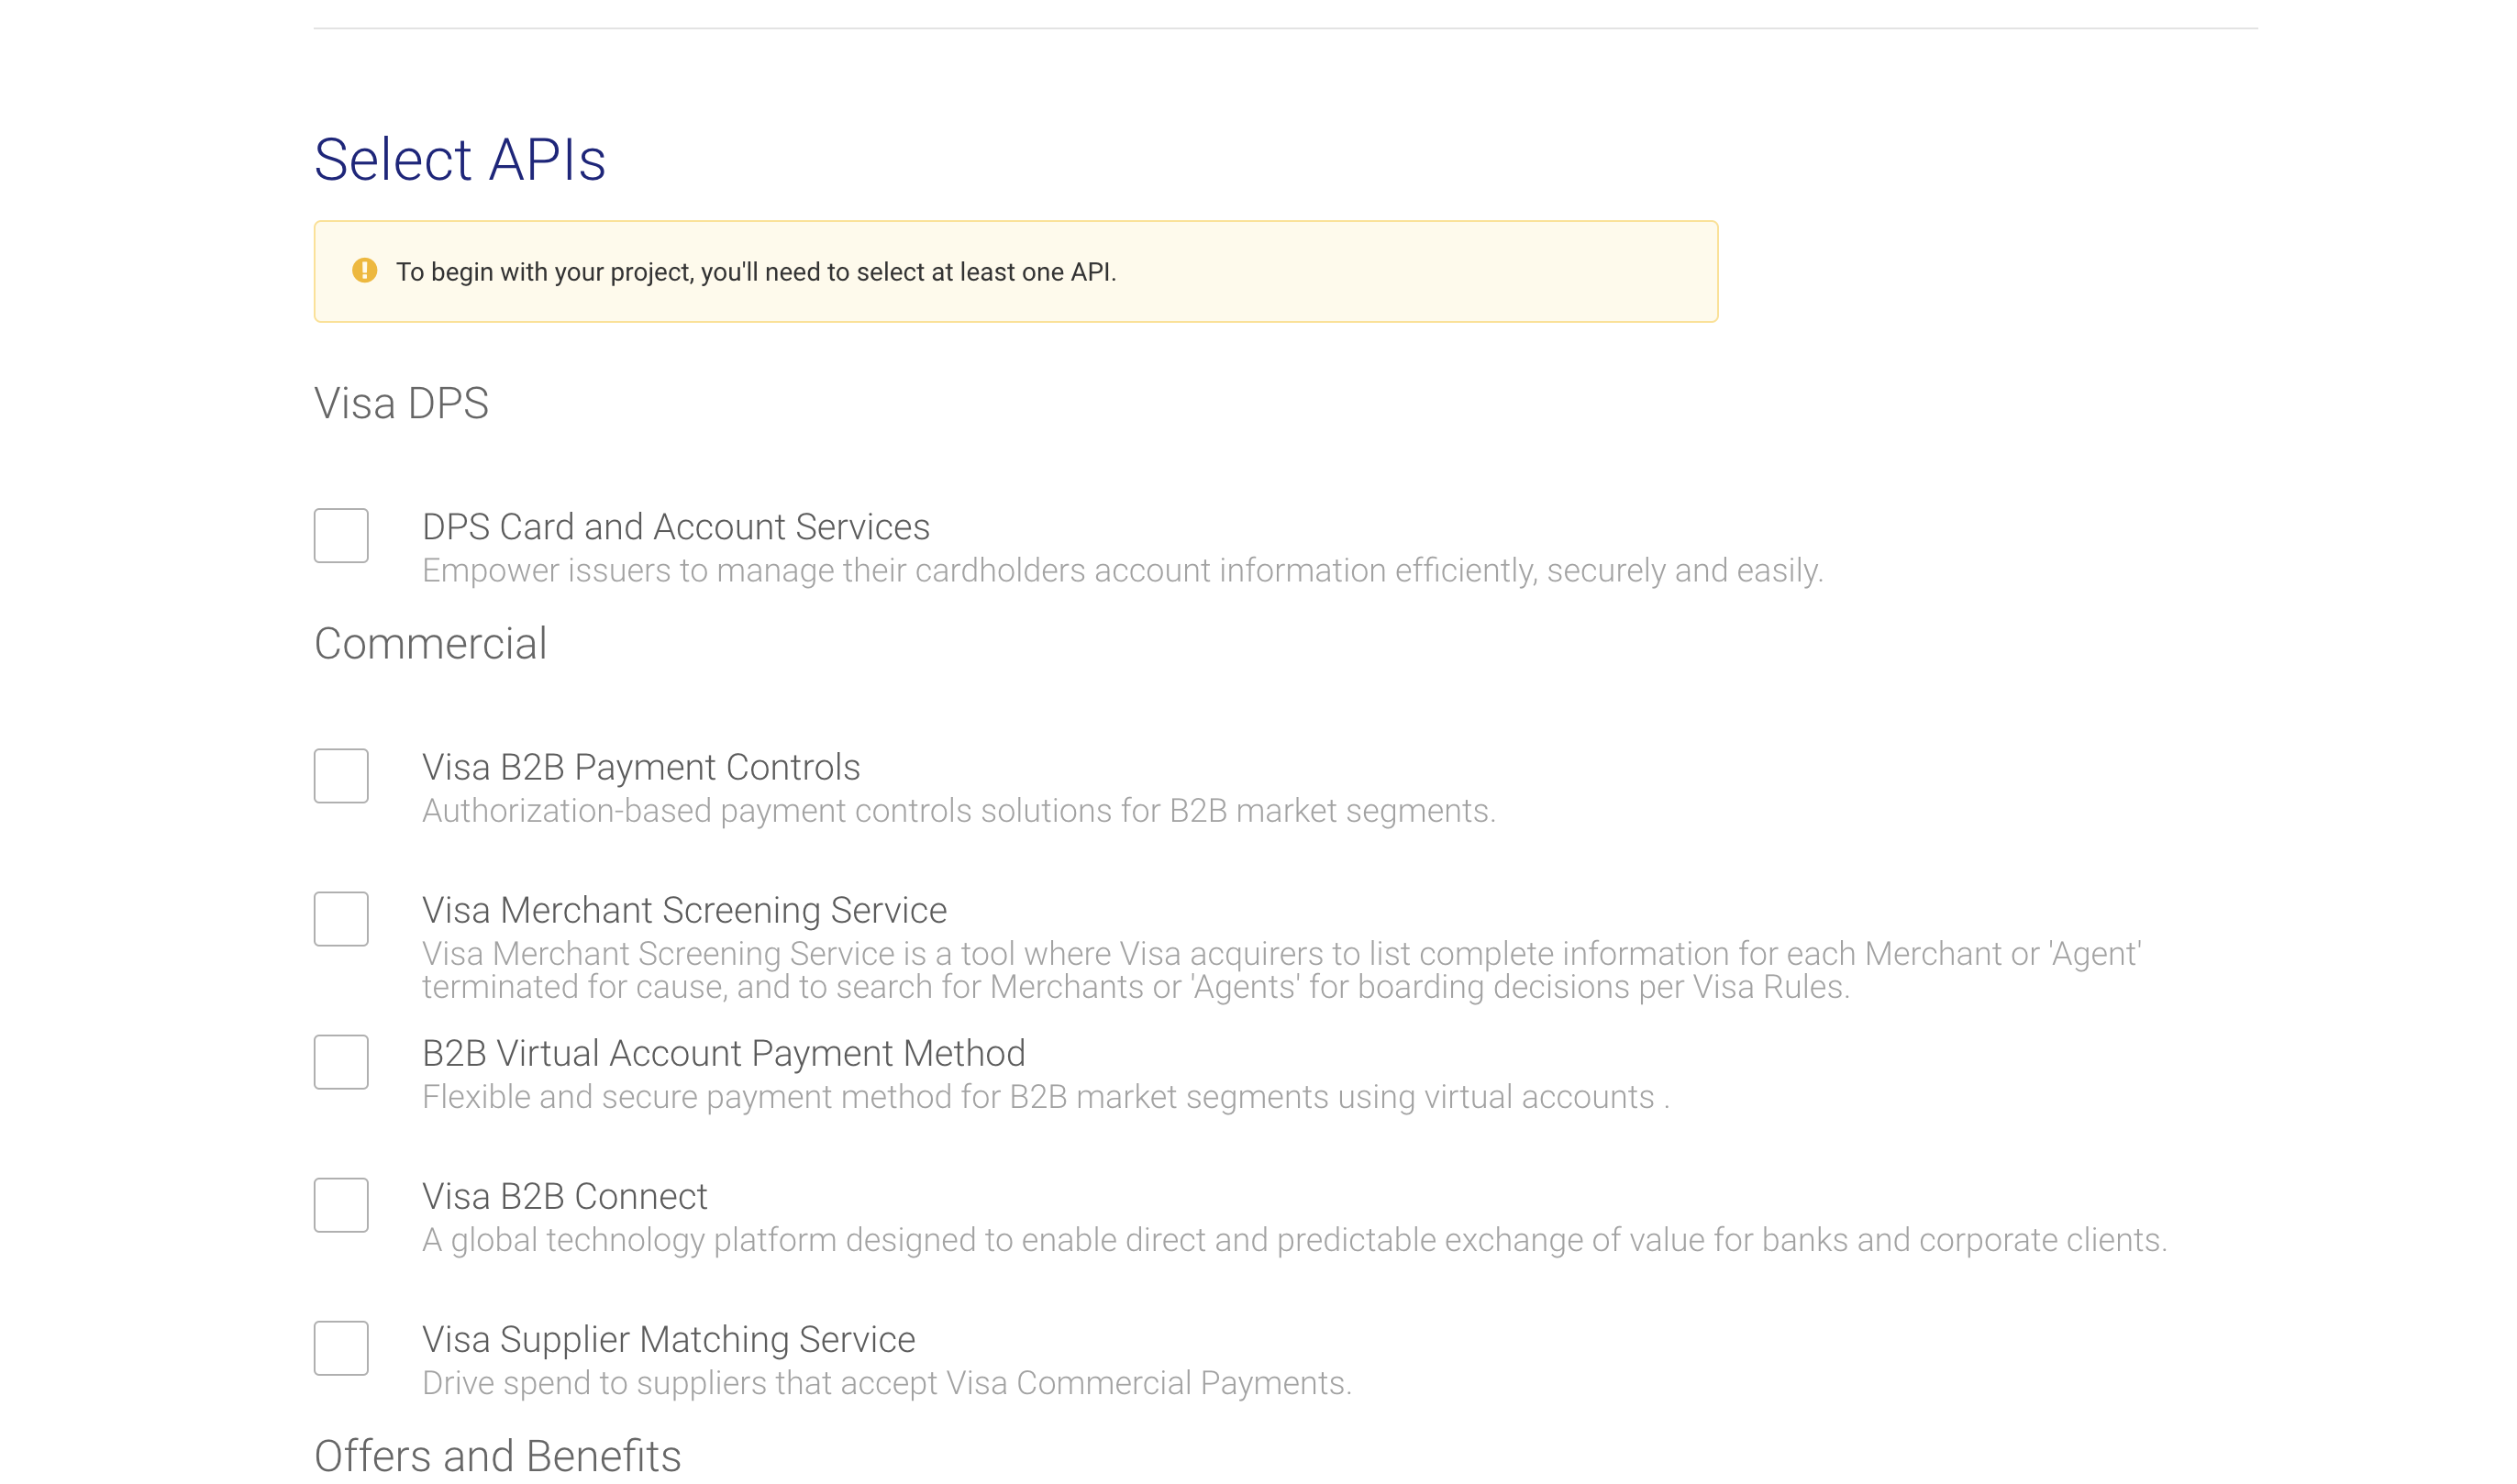 Select APIs
To begin with your project, you'll need to select at least one API.
Visa DPS
DPS Card and Account Services
Empower issuers to manage their cardholders account information efficiently, securely and easily.
Commercial
Visa B2B Payment Controls
Authorization-based payment controls solutions for B2B market segments.
Visa Merchant Screening Service
Visa Merchant Screening Service is a tool where Visa acquirers to list complete information for each Merchant or 'Agent'
terminated for cause, and to search for Merchants or 'Agents' for boarding decisions per Visa Rules.
B2B Virtual Account Payment Method
Flexible and secure payment method for B2B market segments using virtual accounts .
Visa B2B Connect
A global technology platform designed to enable direct and predictable exchange of value for banks and corporate clients.
Visa Supplier Matching Service
Drive spend to suppliers that accept Visa Commercial Payments.
Offers and Benefits